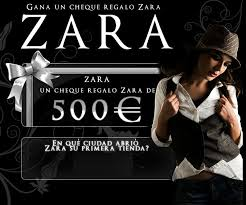 Gana un cheque regalo Zara
ZARA
ZARA
un cheque regalo Zara de
500€
En qué ciudad abrió
Zara su primera tienda?